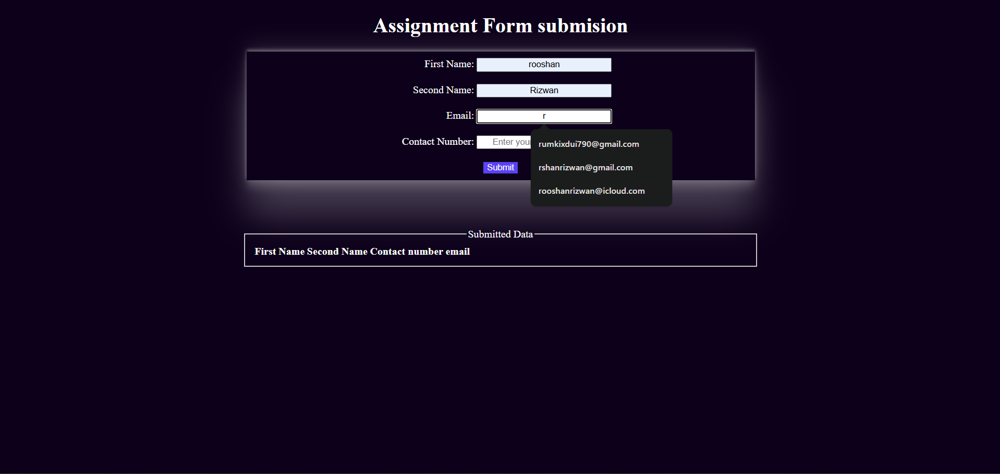 Assignment Form submision
First Name: rooshan
Second Name: Rizwan
Email: r
Contact Number: Enter your
rumkixdui790@gmail.com
rshanrizwan@gmail.com
rooshanrizwan@icloud.com
Submit
Submitted Data
First Name Second Name Contact number email